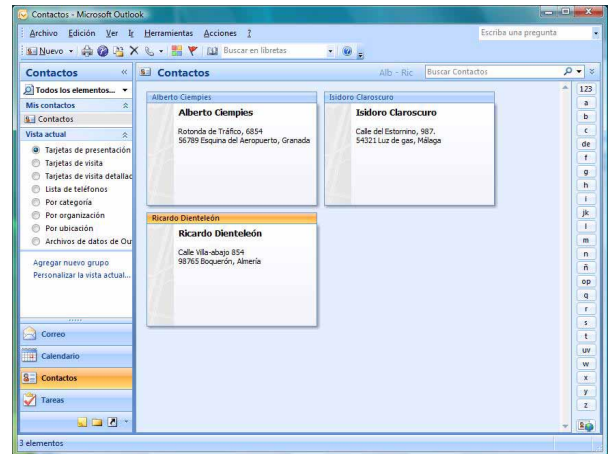 Contactos - Microsoft Outlook
Archivo Edición Ver Ir Herramientas Acciones ?
Escriba una pregunta
Nuevo
Buscar en libretas
Contactos «
Contactos
Alb - Ric
Buscar Contactos
Todos los elementos...
Mis contactos
Contactos
Vista actual
Tarjetas de presentación
Tarjetas de visita
Tarjetas de visita detallac
Lista de teléfonos
Por categoría
Por organización
Por ubicación
Archivos de datos de Ou
Agregar nuevo grupo
Personalizar la vista actual...
Correo
Calendario
Contactos
Tareas
Alberto Ciempies
Alberto Ciempies
Rotonda de Tráfico, 6854
56789 Esquina del Aeropuerto, Granada
Isidoro Claroscuro
Isidoro Claroscuro
Calle del Estornino, 987.
54321 Luz de gas, Málaga
Ricardo Dienteleón
Ricardo Dienteleón
Calle Villa-abajo 854
98765 Boquerón, Almería
123
a
b
c
de
f
g
h
i
jk
l
m
n
ñ
op
q
r
s
t
uv
w
x
y
z
3 elementos